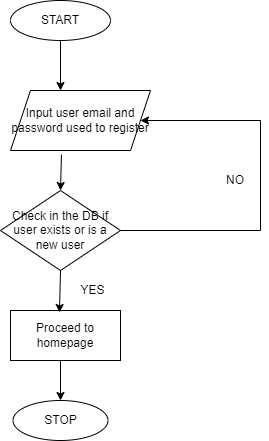 START
Input user email and
password used to register
NO
Check in the DB if
user exists or is a
new user
YES
Proceed to
homepage
STOP